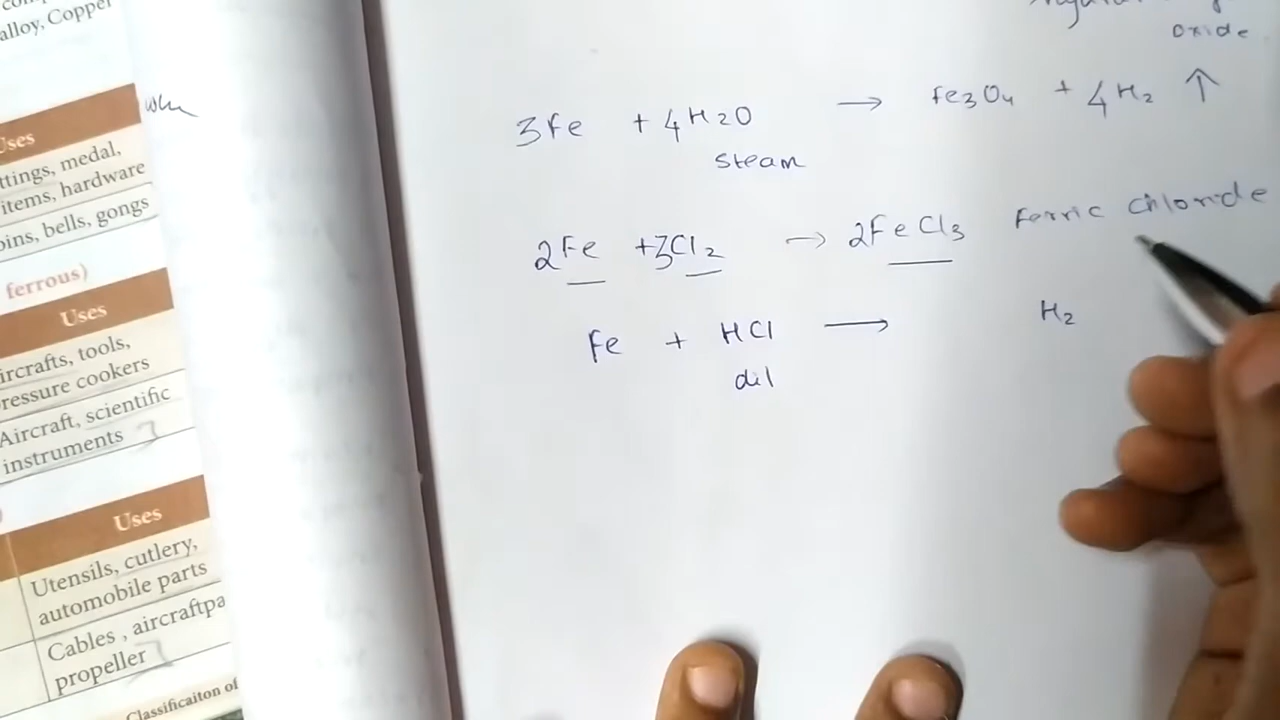 alloy, Copper
Uses
ttings, medal,
items, hardware
oins, bells, gongs
ferrous)
Uses
ircrafts, tools,
ressure cookers
Aircraft, scientific
instruments
Uses
Utensils, cutlery,
automobile parts
Cables , aircraftpa
propeller
Classificaiton of
oxide
3Fe + 4H2O → Fe3O4 + 4H2 ↑
steam
2Fe + 3Cl2 → 2FeCl3 Ferric chloride
Fe + HCl → H2
dil